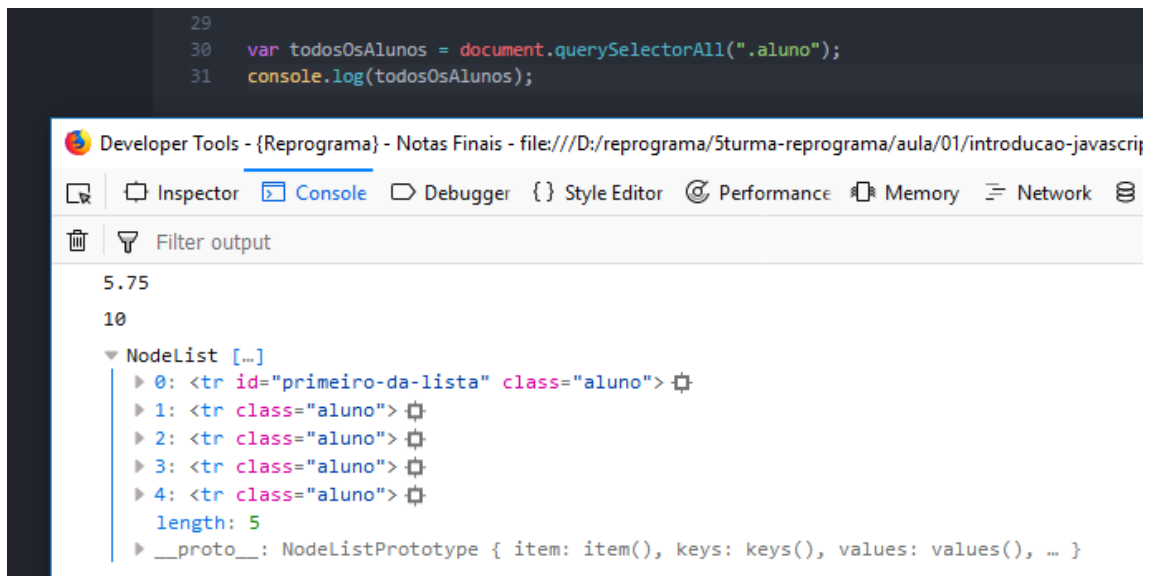 29
30 var todosOsAlunos = document.querySelectorAll(".aluno");
31 console.log(todosOsAlunos);
Developer Tools - {Reprograma} - Notas Finais - file:///D:/reprograma/5turma-reprograma/aula/01/introducao-javascrip
Inspector Console Debugger {} Style Editor Performance Memory Network
Filter output
5.75
10
NodeList […]
0: <tr id="primeiro-da-lista" class="aluno">
1: <tr class="aluno">
2: <tr class="aluno">
3: <tr class="aluno">
4: <tr class="aluno">
length: 5
__proto__: NodeListPrototype { item: item(), keys: keys(), values: values(), … }